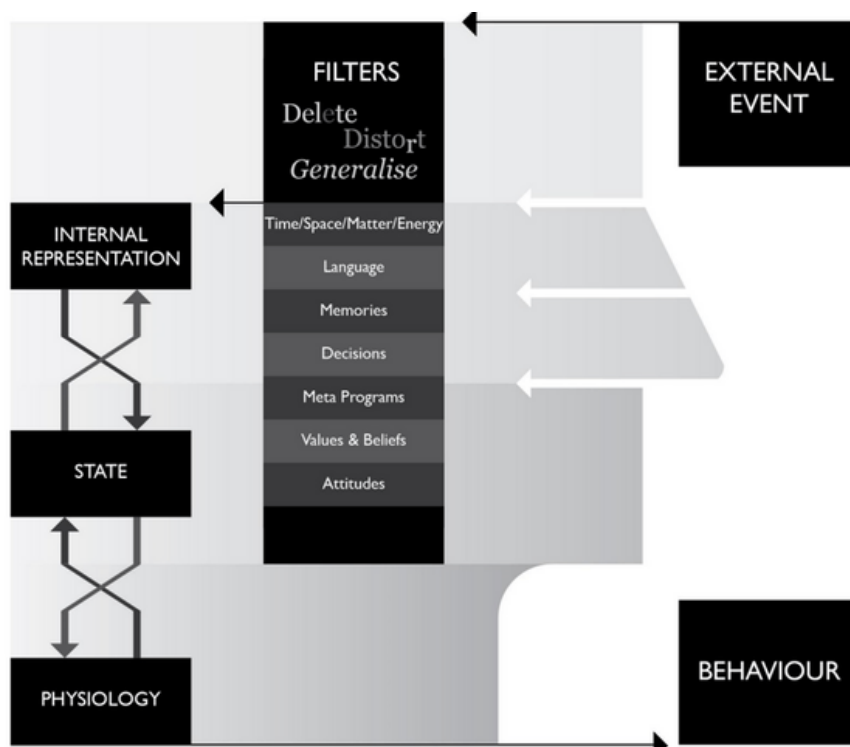 FILTERS
Delete
Distort
Generalise
EXTERNAL
EVENT
Time/Space/Matter/Energy
Language
Memories
Decisions
Meta Programs
Values & Beliefs
Attitudes
INTERNAL
REPRESENTATION
STATE
PHYSIOLOGY
BEHAVIOUR